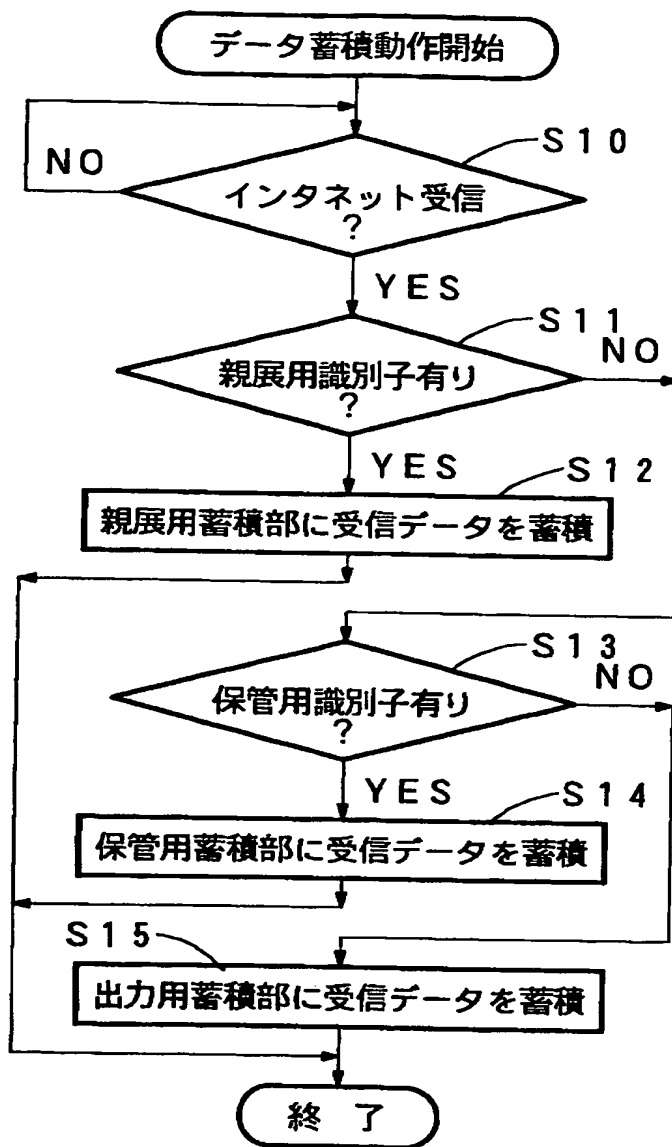 データ蓄積動作開始
S10
NO
インタネット受信
?
YES
S11
NO
親展用識別子有り
?
YES
S12
親展用蓄積部に受信データを蓄積
S13
NO
保管用識別子有り
?
YES
S14
保管用蓄積部に受信データを蓄積
S15
出力用蓄積部に受信データを蓄積
終了